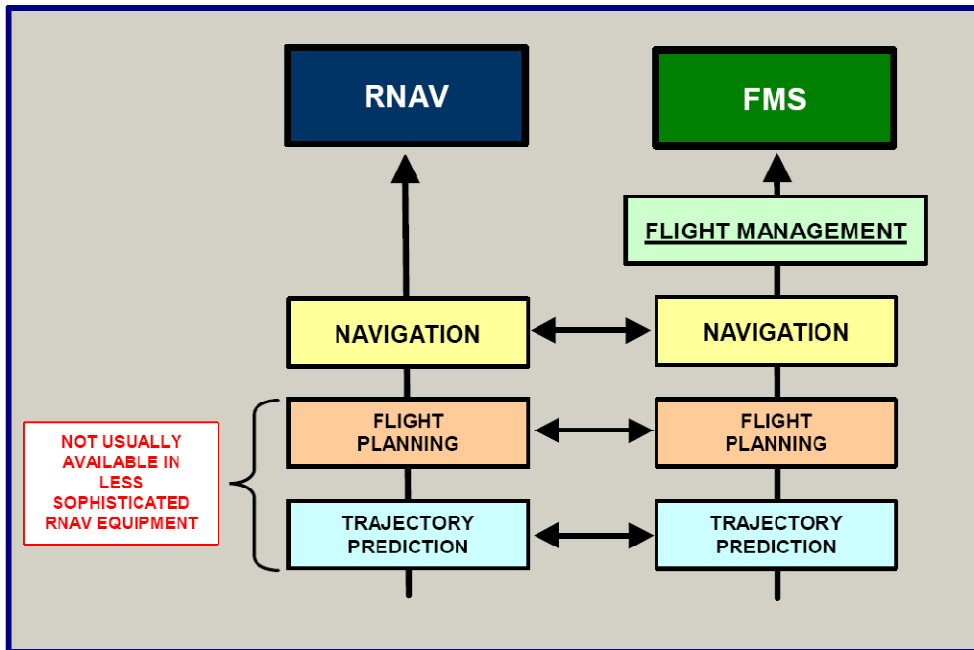 RNAV
FMS
FLIGHT MANAGEMENT
NAVIGATION
NAVIGATION
FLIGHT
PLANNING
FLIGHT
PLANNING
NOT USUALLY
AVAILABLE IN
LESS
SOPHISTICATED
RNAV EQUIPMENT
TRAJECTORY
PREDICTION
TRAJECTORY
PREDICTION